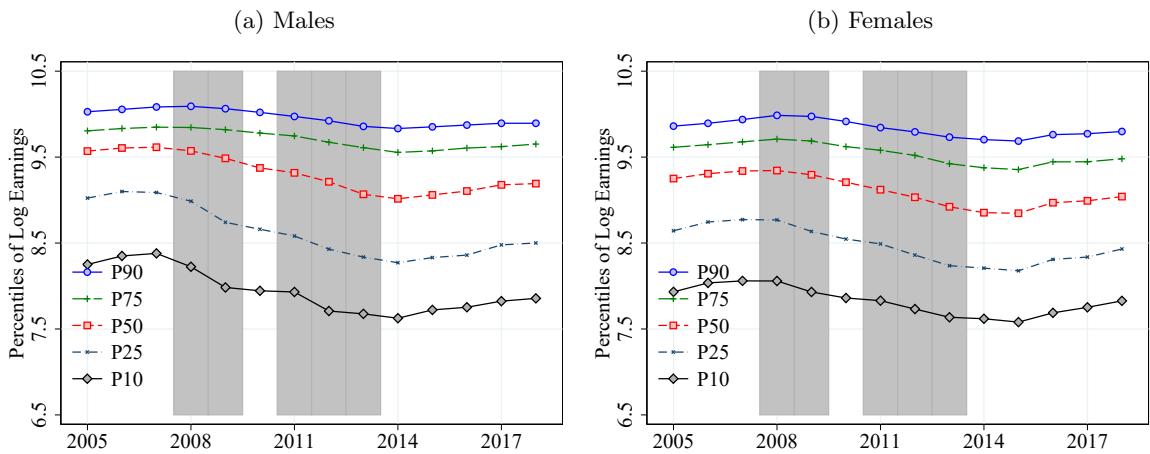 (a) Males
Percentiles of Log Earnings
10.5
9.5
8.5
7.5
6.5
P90
P75
P50
P25
P10
2005
2008
2011
2014
2017
(b) Females
Percentiles of Log Earnings
10.5
9.5
8.5
7.5
6.5
P90
P75
P50
P25
P10
2005
2008
2011
2014
2017